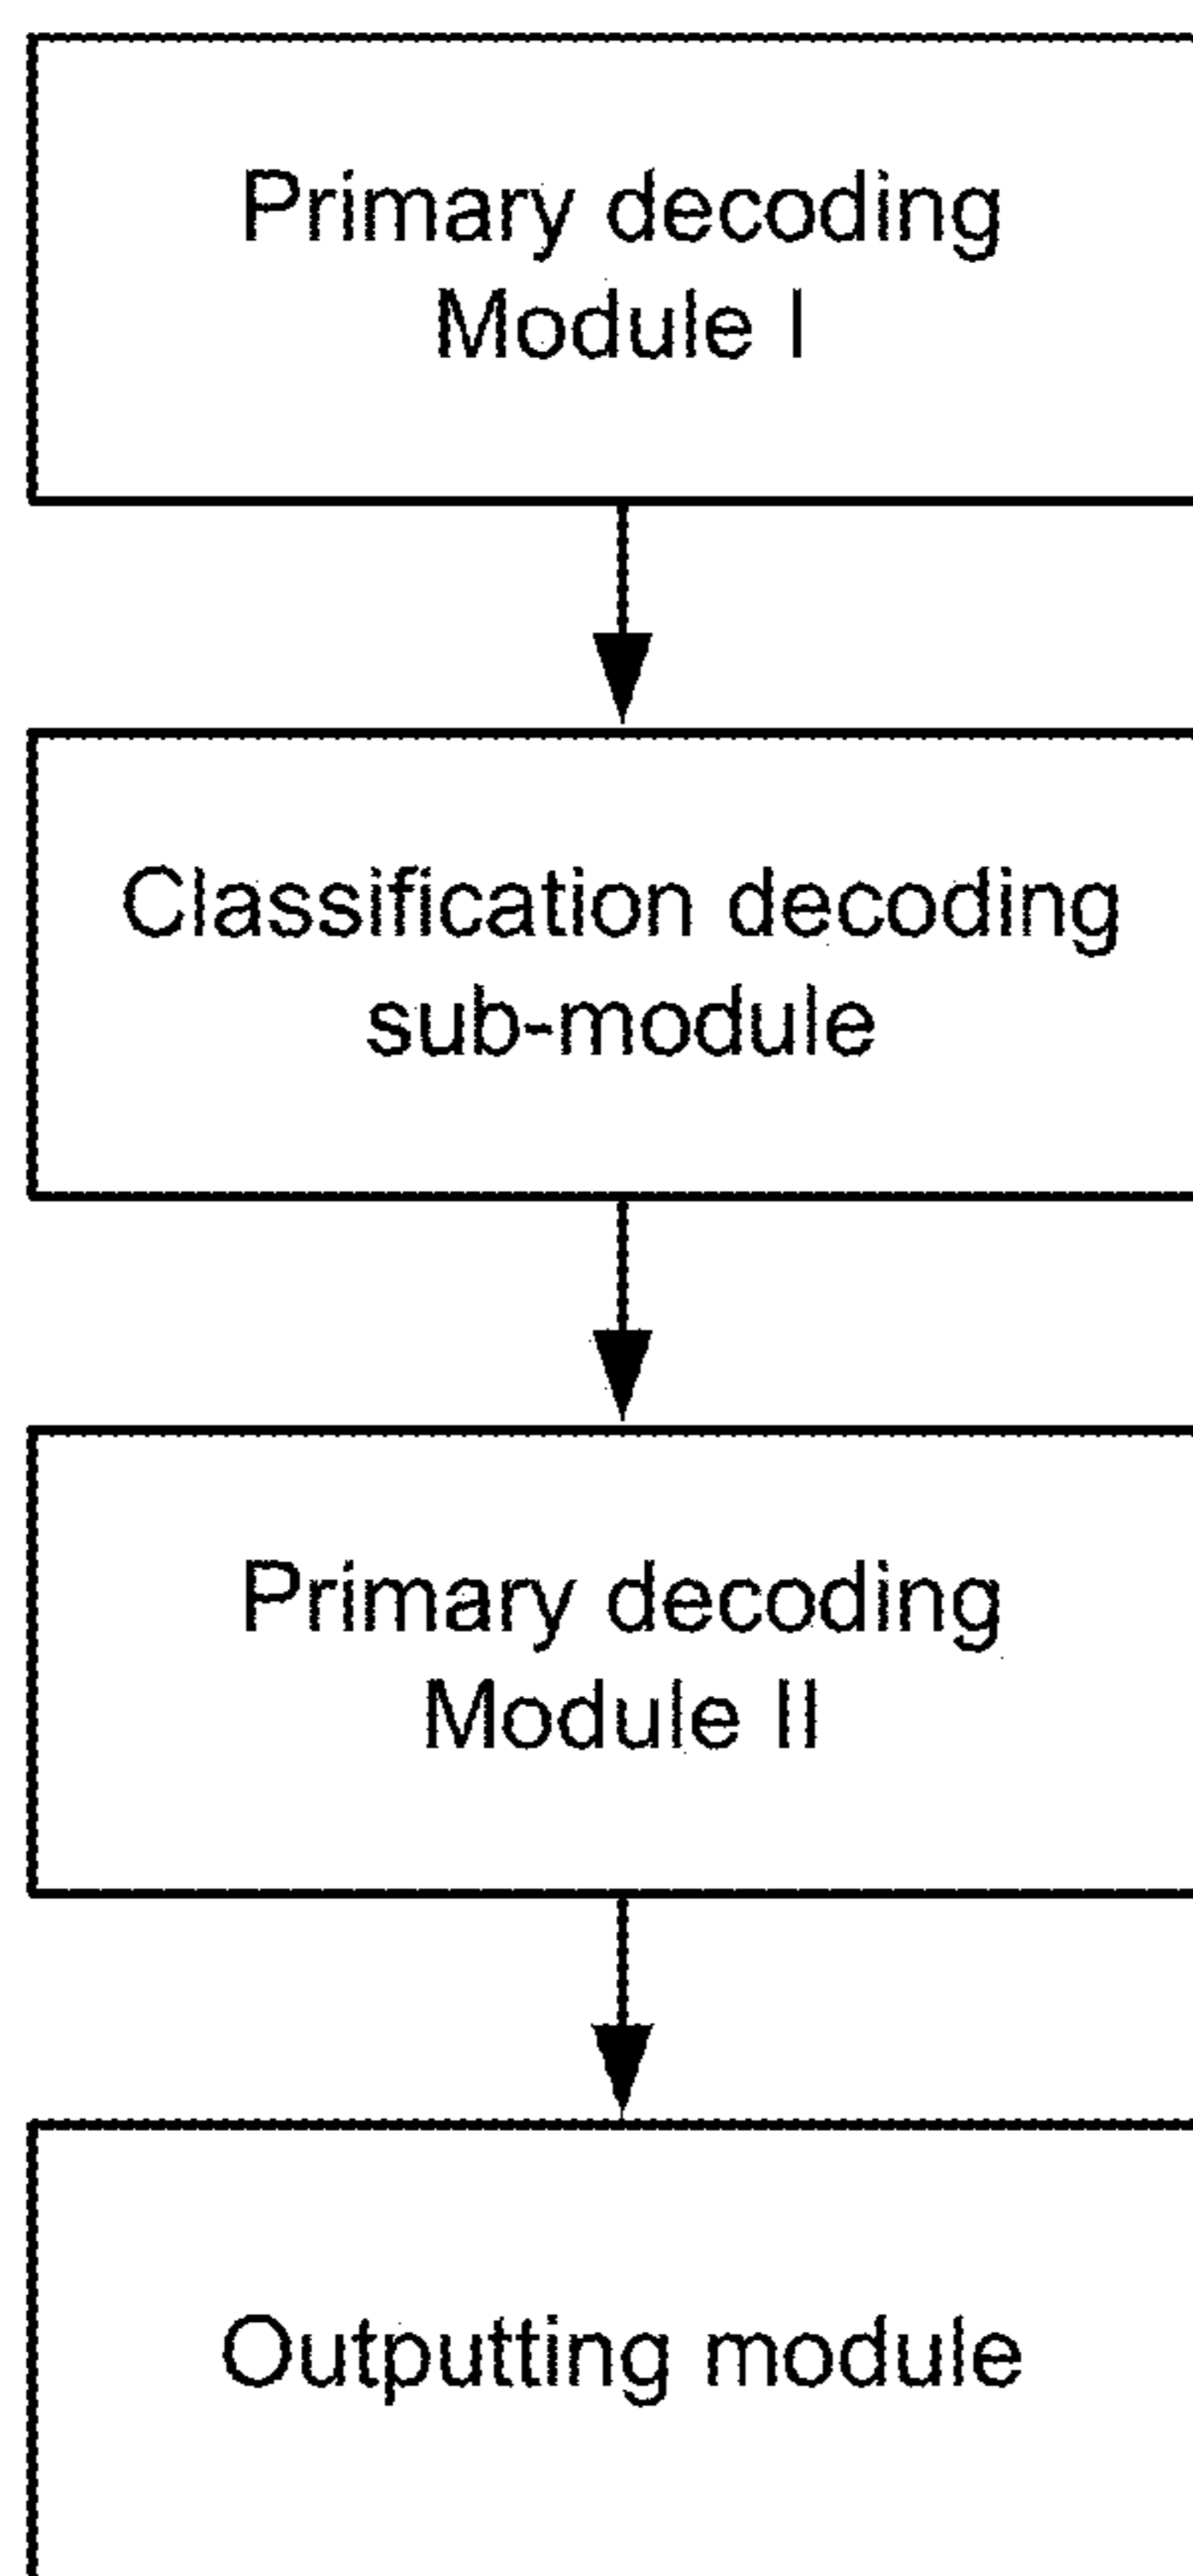 Primary decoding
Module I
Classification decoding
sub-module
Primary decoding
Module II
Outputting module